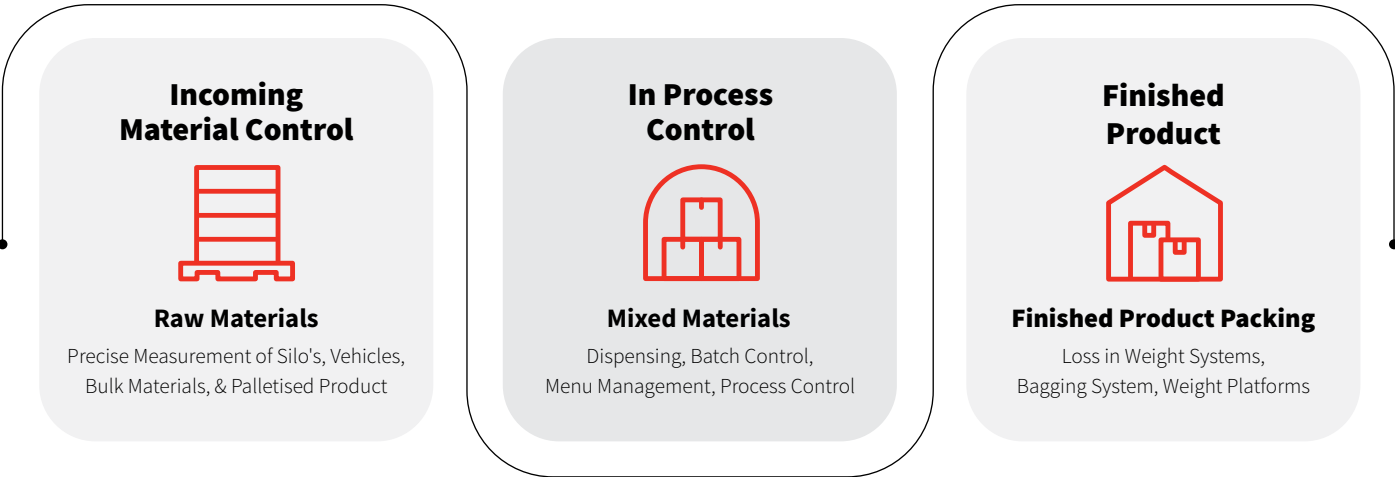 Incoming
Material Control
Raw Materials
Precise Measurement of Silo's, Vehicles,
Bulk Materials, & Palletised Product
In Process
Control
Mixed Materials
Dispensing, Batch Control,
Menu Management, Process Control
Finished
Product
Finished Product Packing
Loss in Weight Systems,
Bagging System, Weight Platforms